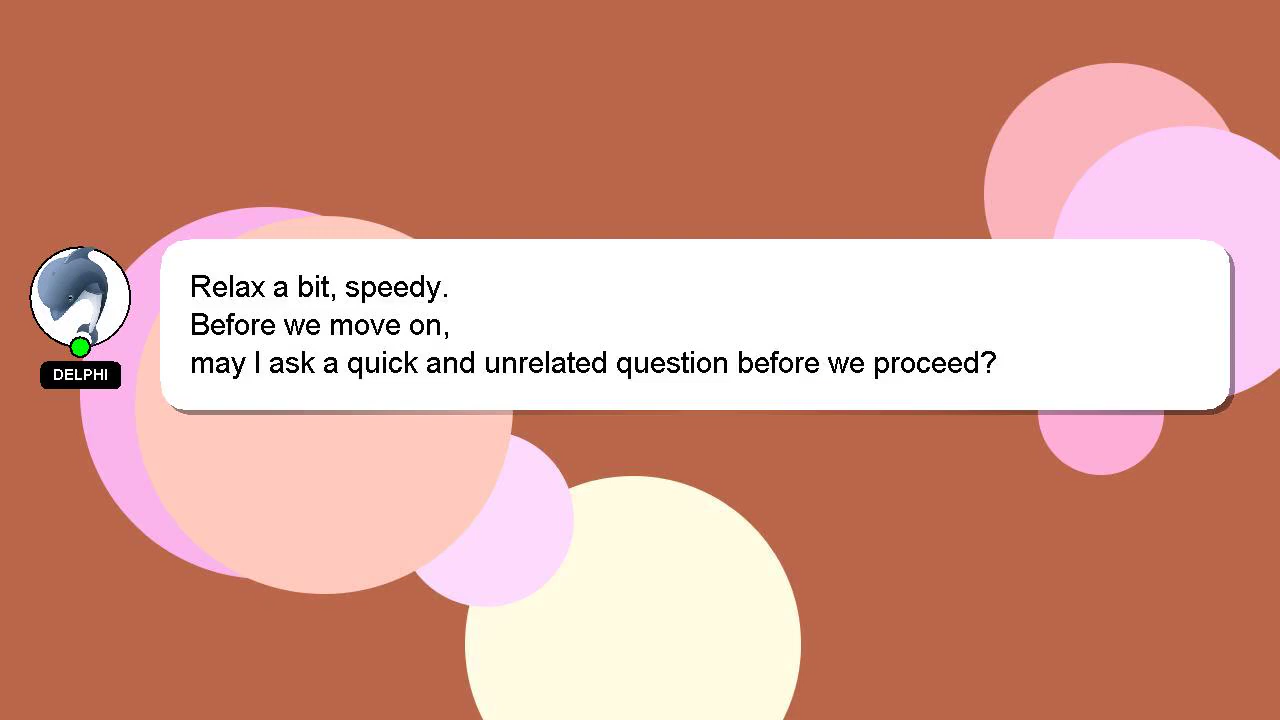 Relax a bit, speedy.
Before we move on,
may I ask a quick and unrelated question before we proceed?
DELPHI